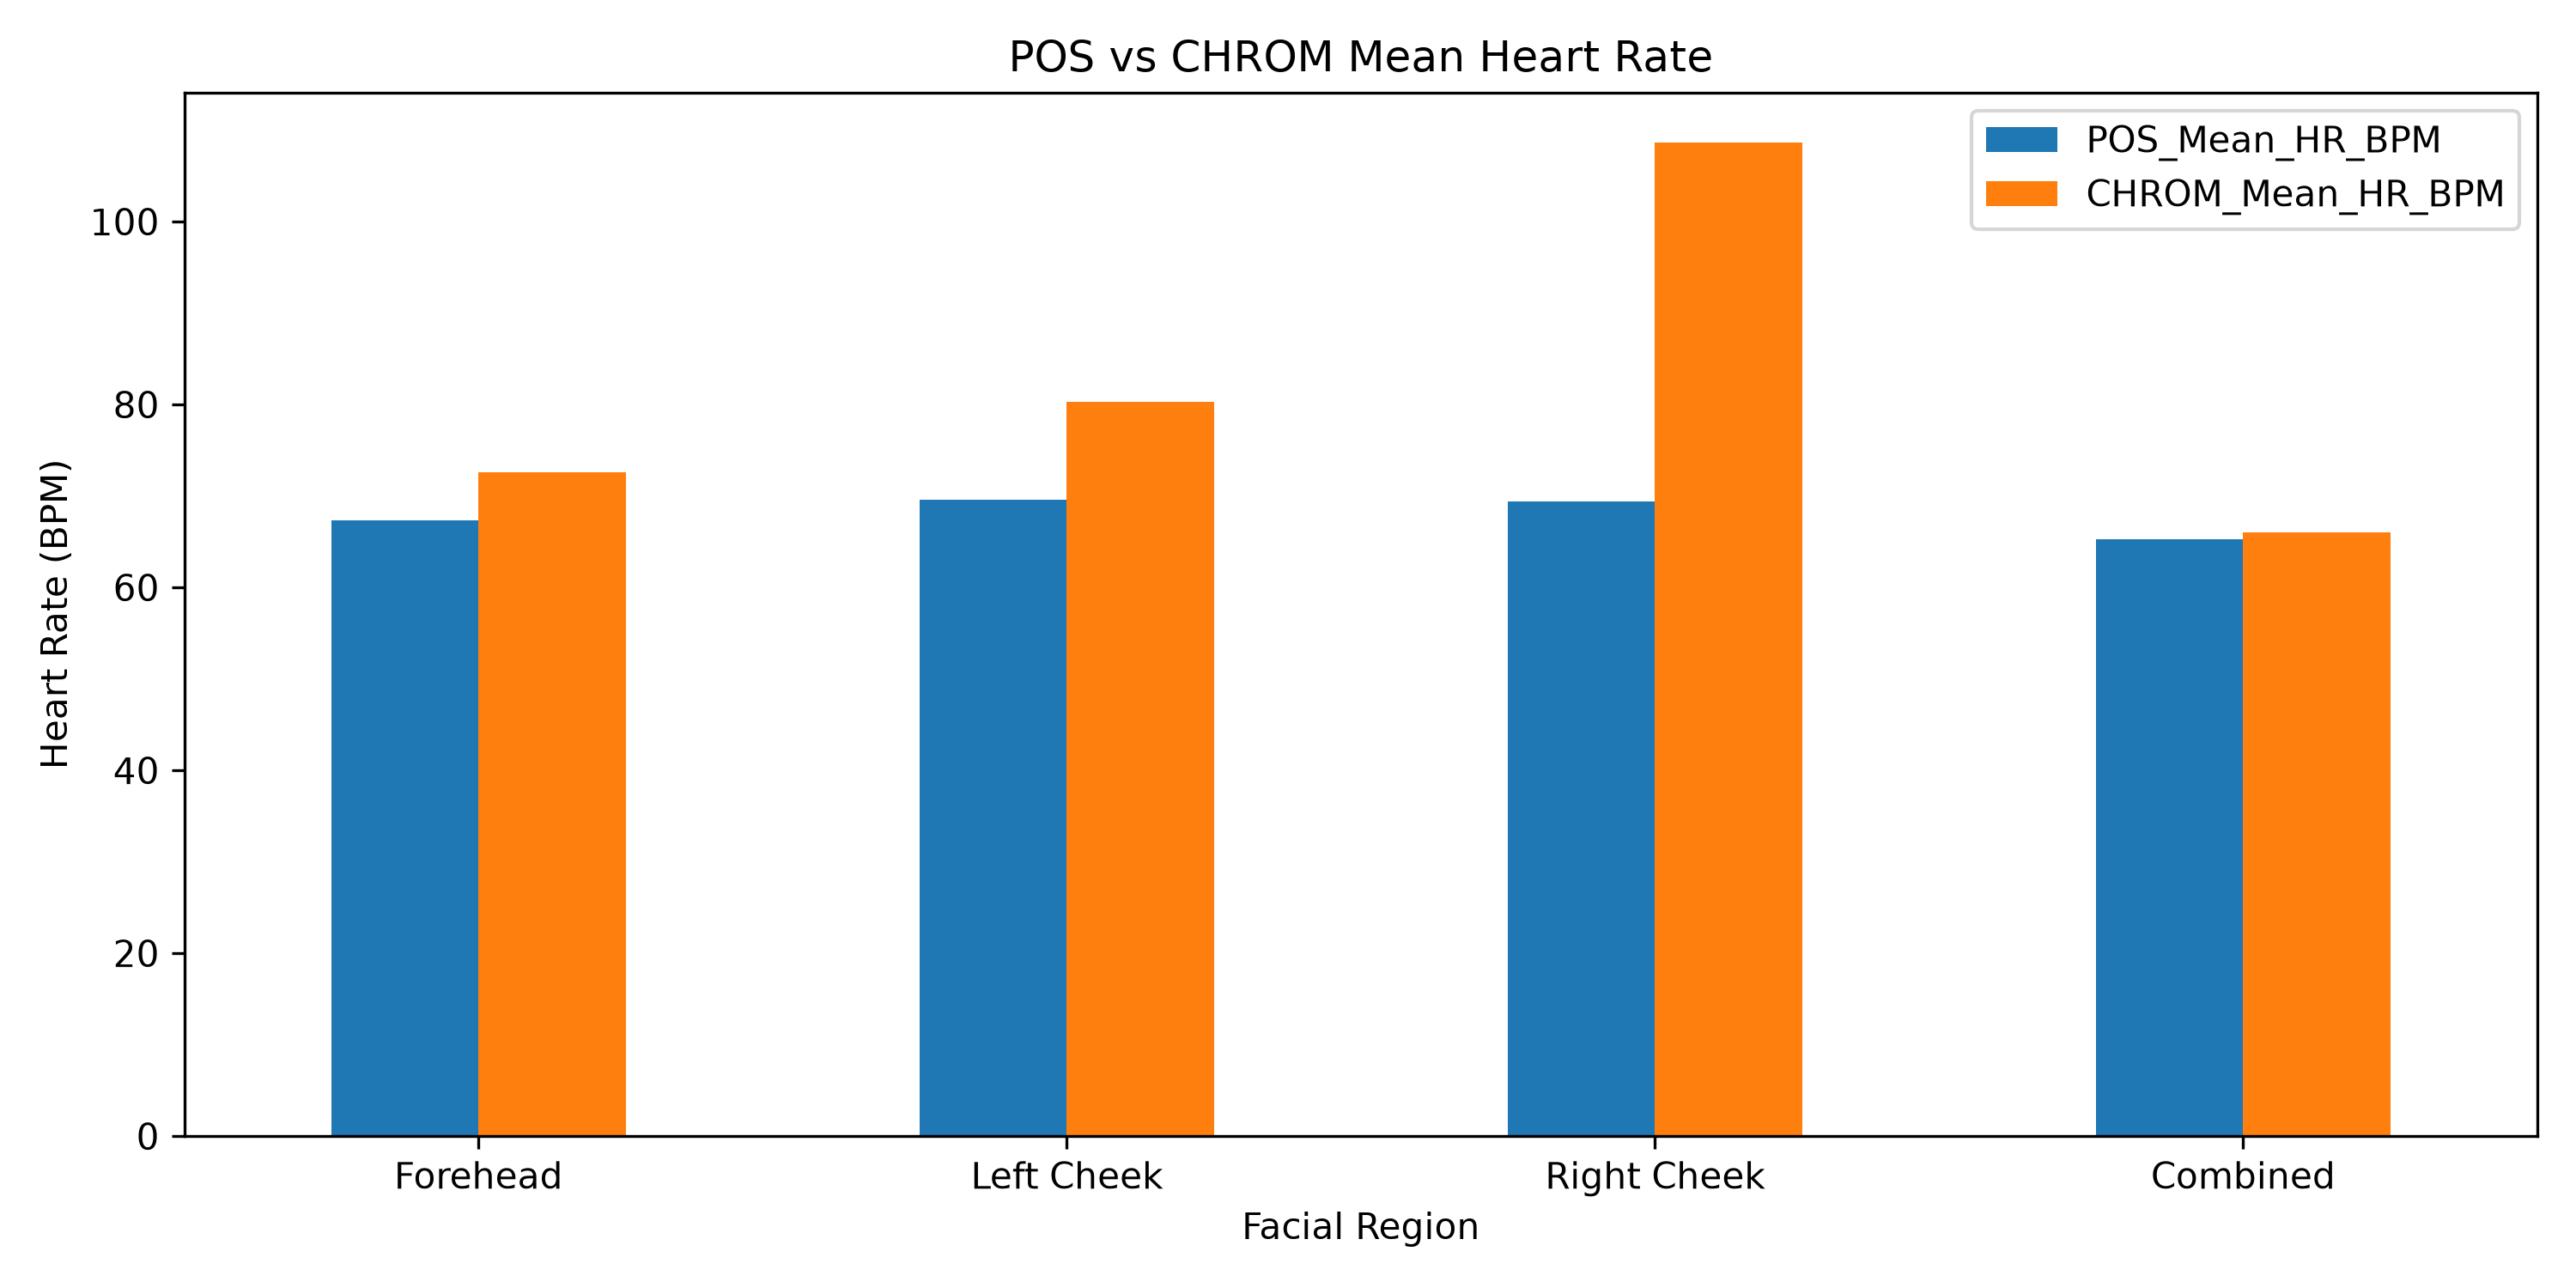 POS vs CHROM Mean Heart Rate
POS_Mean_HR_BPM
CHROM_Mean_HR_BPM
Heart Rate (BPM)
100
80
60
40
20
0
Forehead
Left Cheek
Right Cheek
Combined
Facial Region